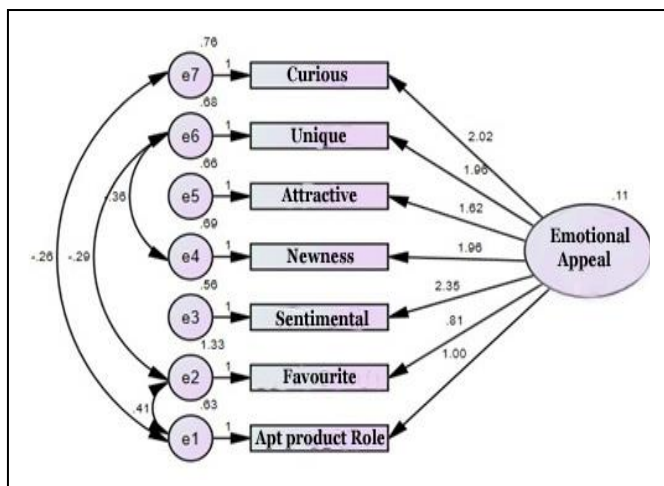 .76
e7
1
Curious
.68
e6
1
Unique
.66
e5
1
Attractive
.69
e4
1
Newness
.56
e3
1
Sentimental
1.33
e2
1
Favourite
.63
e1
1
Apt product Role
-.26
-.29
-.36
.41
2.02
1.96
1.62
1.96
2.35
.81
1.00
.11
Emotional
Appeal